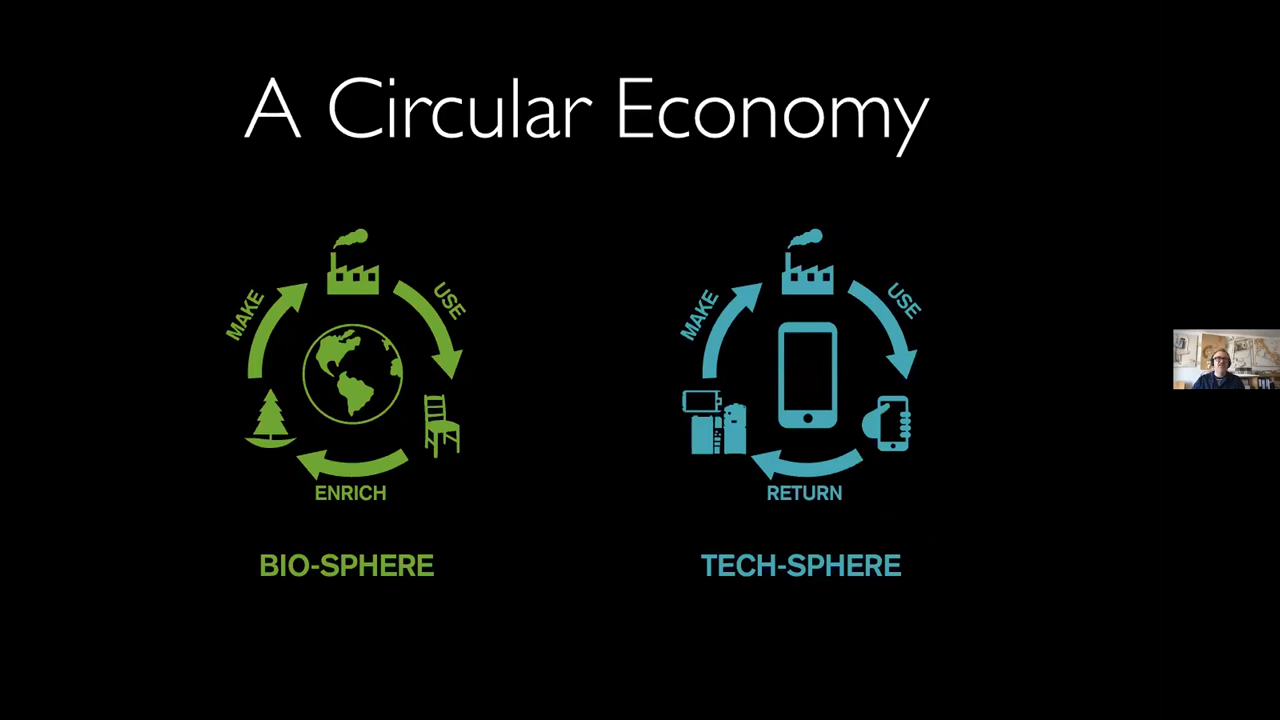 A Circular Economy
MAKE
USE
ENRICH
BIO-SPHERE
MAKE
USE
RETURN
TECH-SPHERE